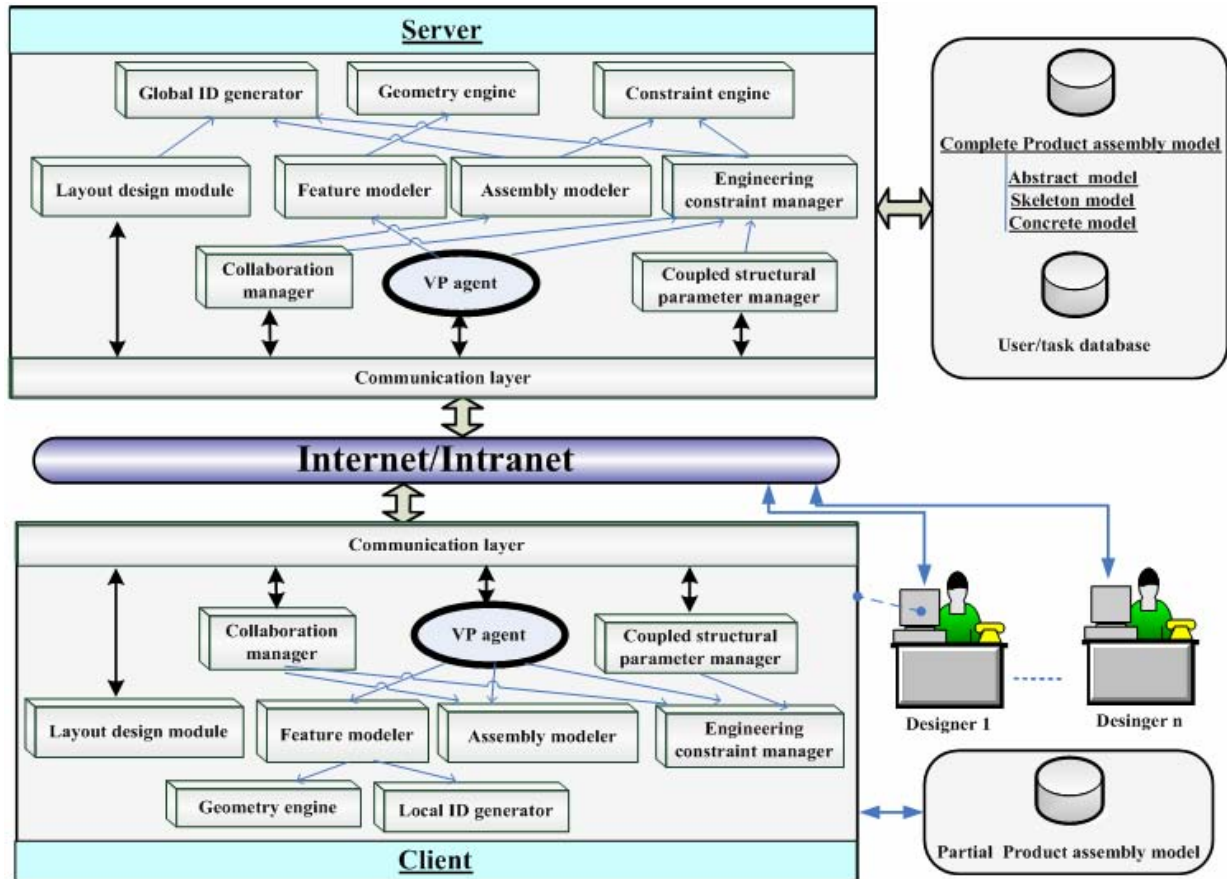 Server
Global ID generator
Geometry engine
Constraint engine
Layout design module
Feature modeler
Assembly modeler
Engineering
constraint manager
Collaboration
manager
VP agent
Coupled structural
parameter manager
Communication layer
Complete Product assembly model
Abstract model
Skeleton model
Concrete model
User/task database
Internet/Intranet
Communication layer
Collaboration
manager
VP agent
Coupled structural
parameter manager
Layout design module
Feature modeler
Assembly modeler
Engineering
constraint manager
Geometry engine
Local ID generator
Client
Designer 1
Desinger n
Partial Product assembly model